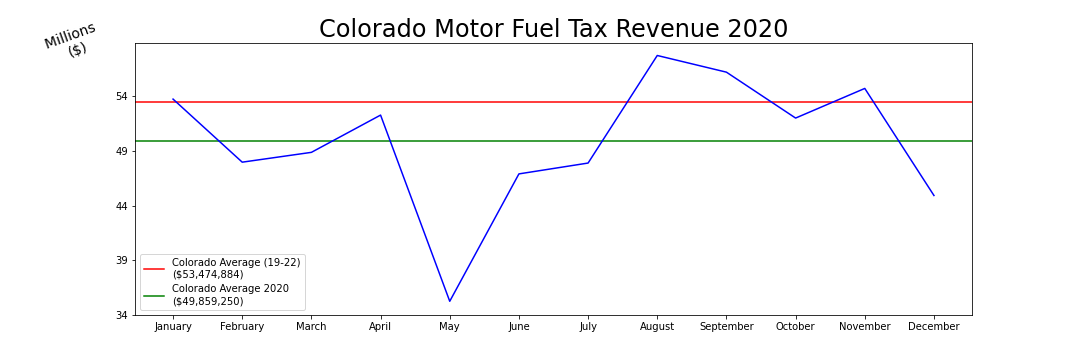 Colorado Motor Fuel Tax Revenue 2020
Millions
($)
54
49
44
39
34
Colorado Average (19-22)
($53,474,884)
Colorado Average 2020
($49,859,250)
January February March April May June July August September October November December